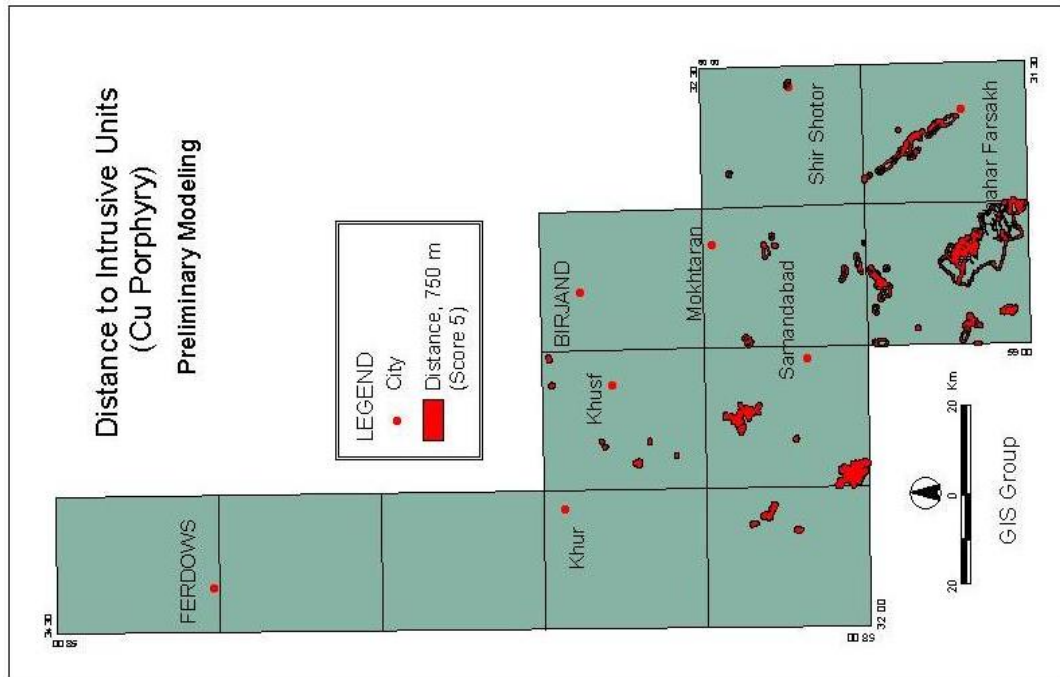 Distance to Intrusive Units
(Cu Porphyry)
Preliminary Modeling
LEGEND
City
Distance, 750 m
(Score 5)
34 30
FERDOWS
BIRJAND
Khusf
Khur
Mokhtaran
Samandabad
Shir Shotor
ahar Farsakh
32 30
32 00
59 00
31 30
20 0 20 Km
GIS Group